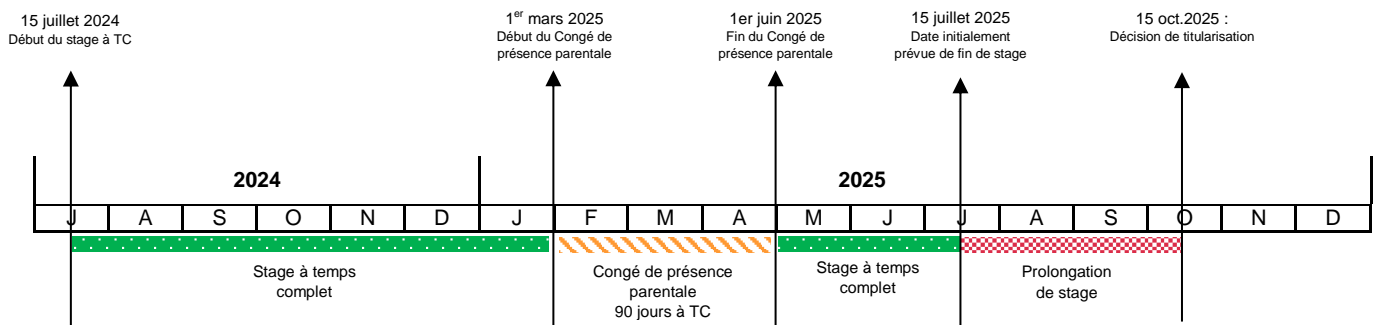 15 juillet 2024
Début du stage à TC
1er mars 2025
Début du Congé de
présence parentale
1er juin 2025
Fin du Congé de
présence parentale
15 juillet 2025
Date initialement
prévue de fin de stage
15 oct.2025 :
Décision de titularisation
2024
2025
J A S O N D J F M A M J J A S O N D
Stage à temps
complet
Congé de présence
parentale
90 jours à TC
Stage à temps
complet
Prolongation
de stage